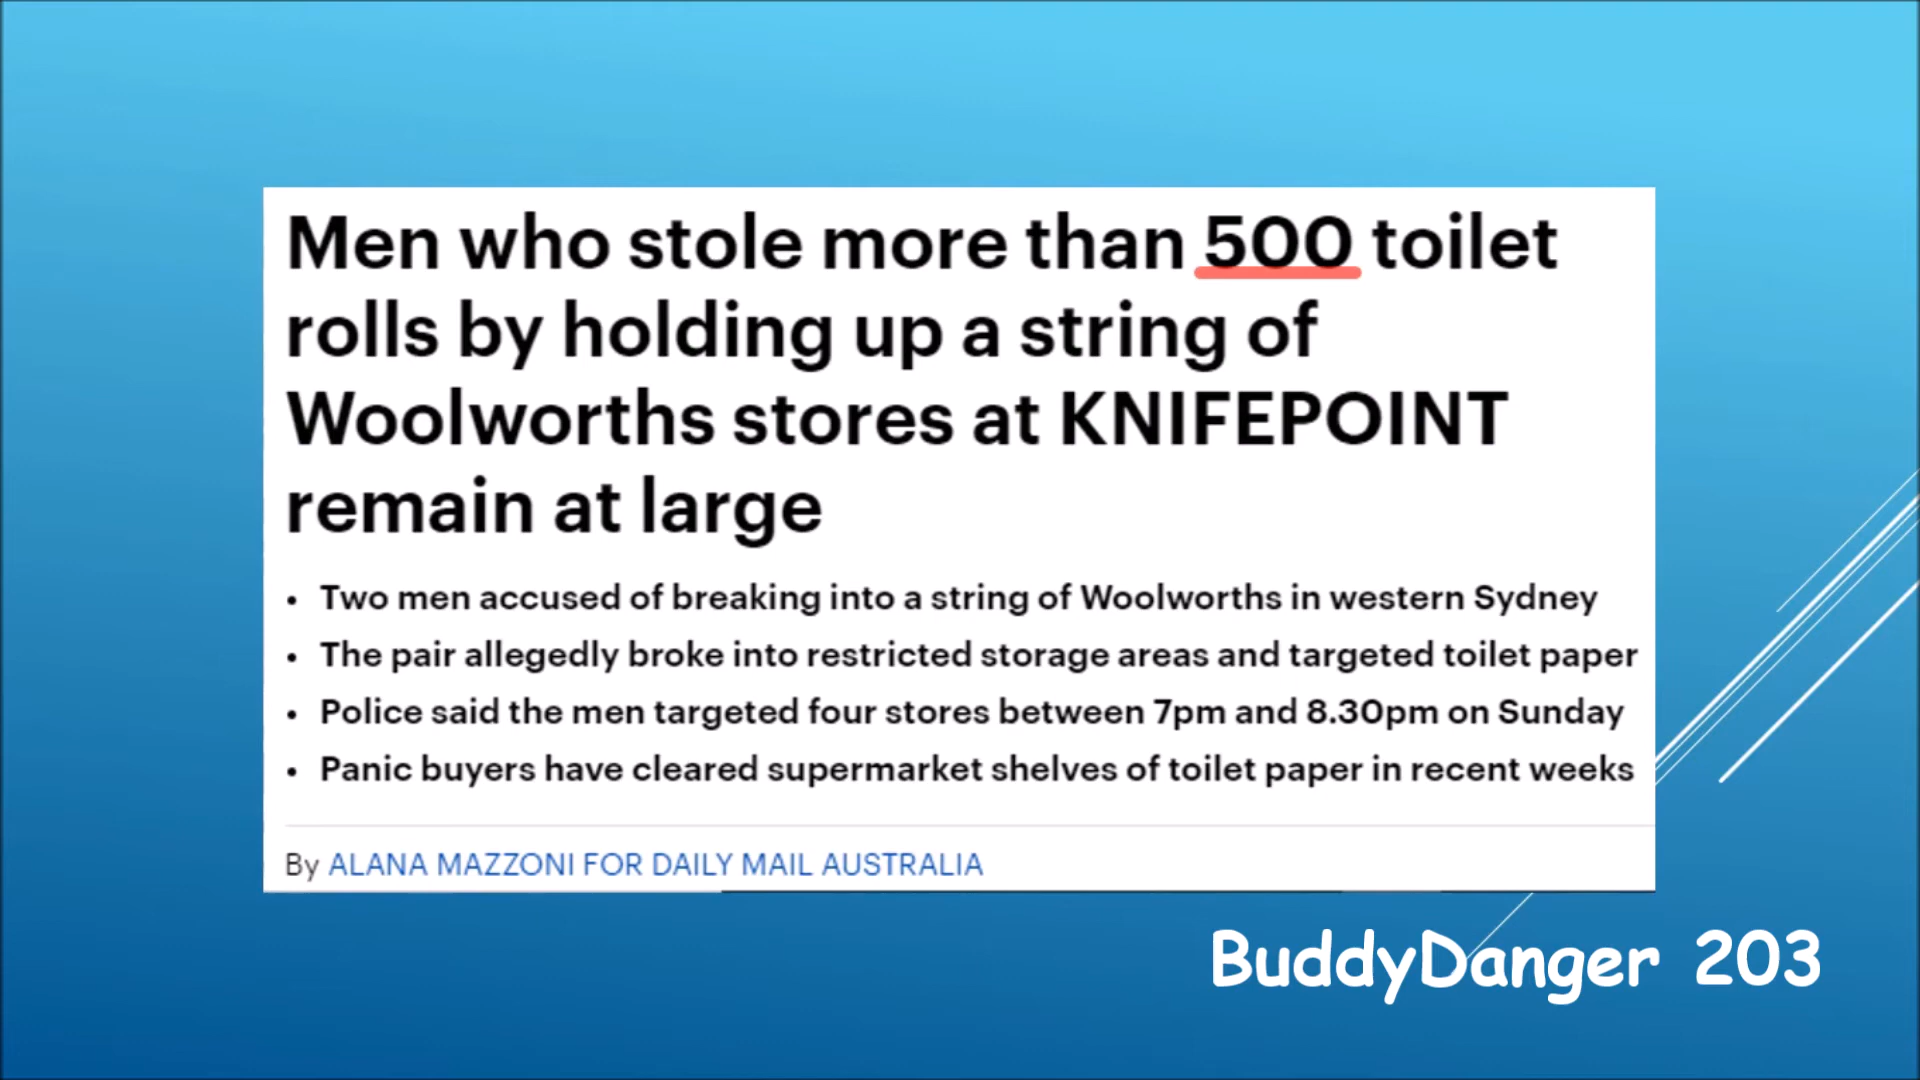 Men who stole more than 500 toilet
rolls by holding up a string of
Woolworths stores at KNIFEPOINT
remain at large
• Two men accused of breaking into a string of Woolworths in western Sydney
• The pair allegedly broke into restricted storage areas and targeted toilet paper
• Police said the men targeted four stores between 7pm and 8.30pm on Sunday
• Panic buyers have cleared supermarket shelves of toilet paper in recent weeks
By ALANA MAZZONI FOR DAILY MAIL AUSTRALIA
BuddyDanger 203